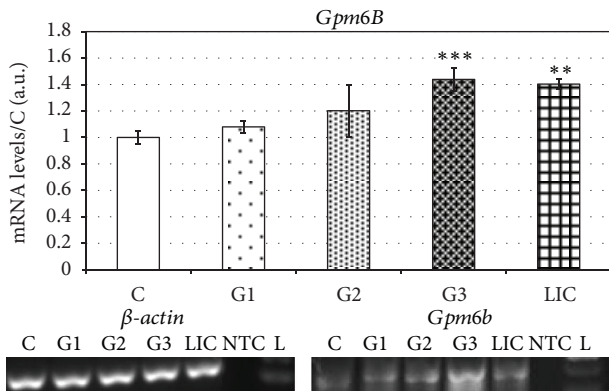 Gpm6B
1.8
1.6
1.4
1.2
1
0.8
0.6
0.4
0.2
0
mRNA levels/C (a.u.)
***
**
C G1 G2 G3 LIC
β-actin Gpm6b
C G1 G2 G3 LIC NTC L C G1 G2 G3 LIC NTC L